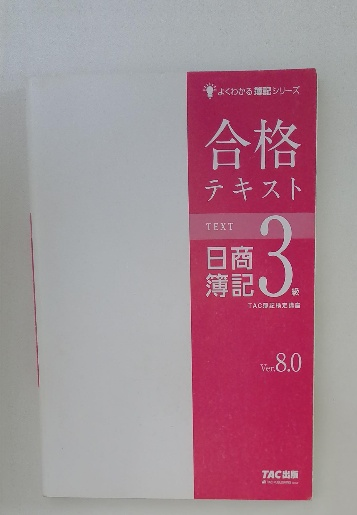 よくわかる簿記シリーズ
合格
テキスト
TEXT
日商
簿記
3級
TAC簿記検定講座
Ver.8.0
TAC出版